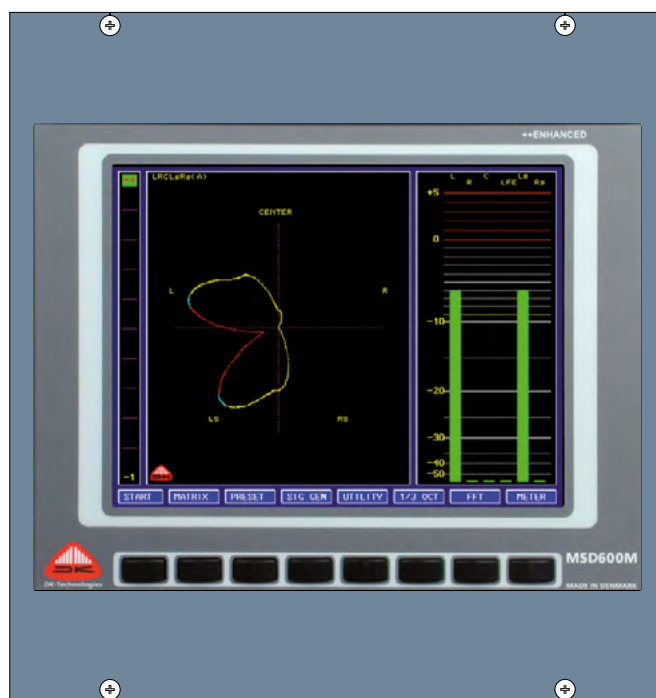 ++ENHANCED
+1
LRCLsRs(A)
L C Ls
R LFE Rs
+5
CENTER
0
L R
-10
-20
LS RS
-30
-40
-50
-1
START MATRIX PRESET SIG GEN UTILITY 1/3 OCT FFT METER
MSD600M
DK-Technologies
MADE IN DENMARK